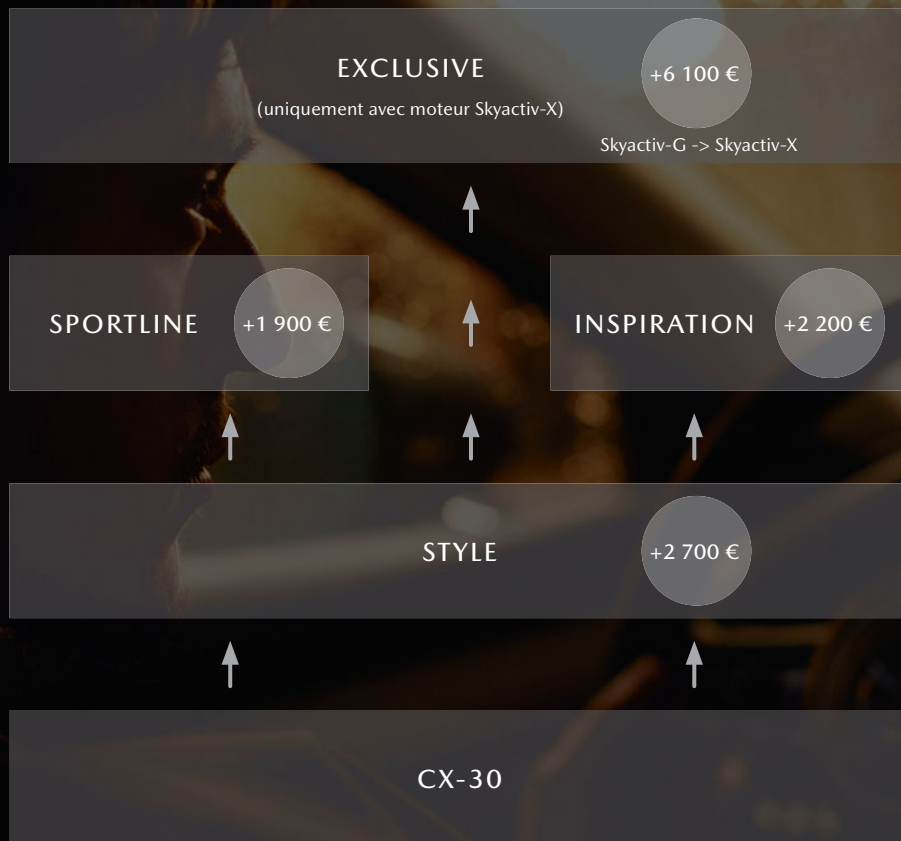 EXCLUSIVE
+6 100 €
(uniquement avec moteur Skyactiv-X)
Skyactiv-G -> Skyactiv-X
SPORTLINE
+1 900 €
INSPIRATION
+2 200 €
STYLE
+2 700 €
CX-30